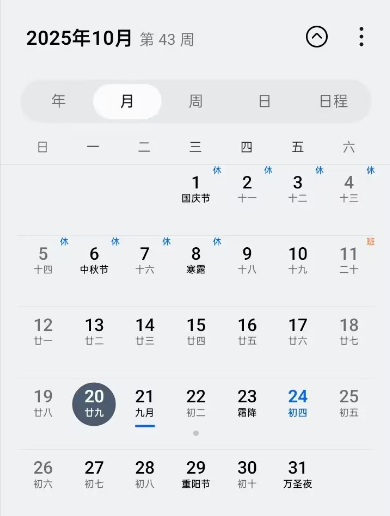 2025年10月 第 43 周
年 月 周 日 日程
日 一 二 三 四 五 六
休 休 休 休
1 2 3 4
国庆节 十一 十二 十三
休 休 休 休 班
5 6 7 8 9 10 11
十四 中秋节 十六 寒露 十八 十九 二十
12 13 14 15 16 17 18
廿一 廿二 廿三 廿四 廿五 廿六 廿七
19 20 21 22 23 24 25
廿八 廿九 九月 初二 霜降 初四 初五
26 27 28 29 30 31
初六 初七 初八 重阳节 初十 万圣夜